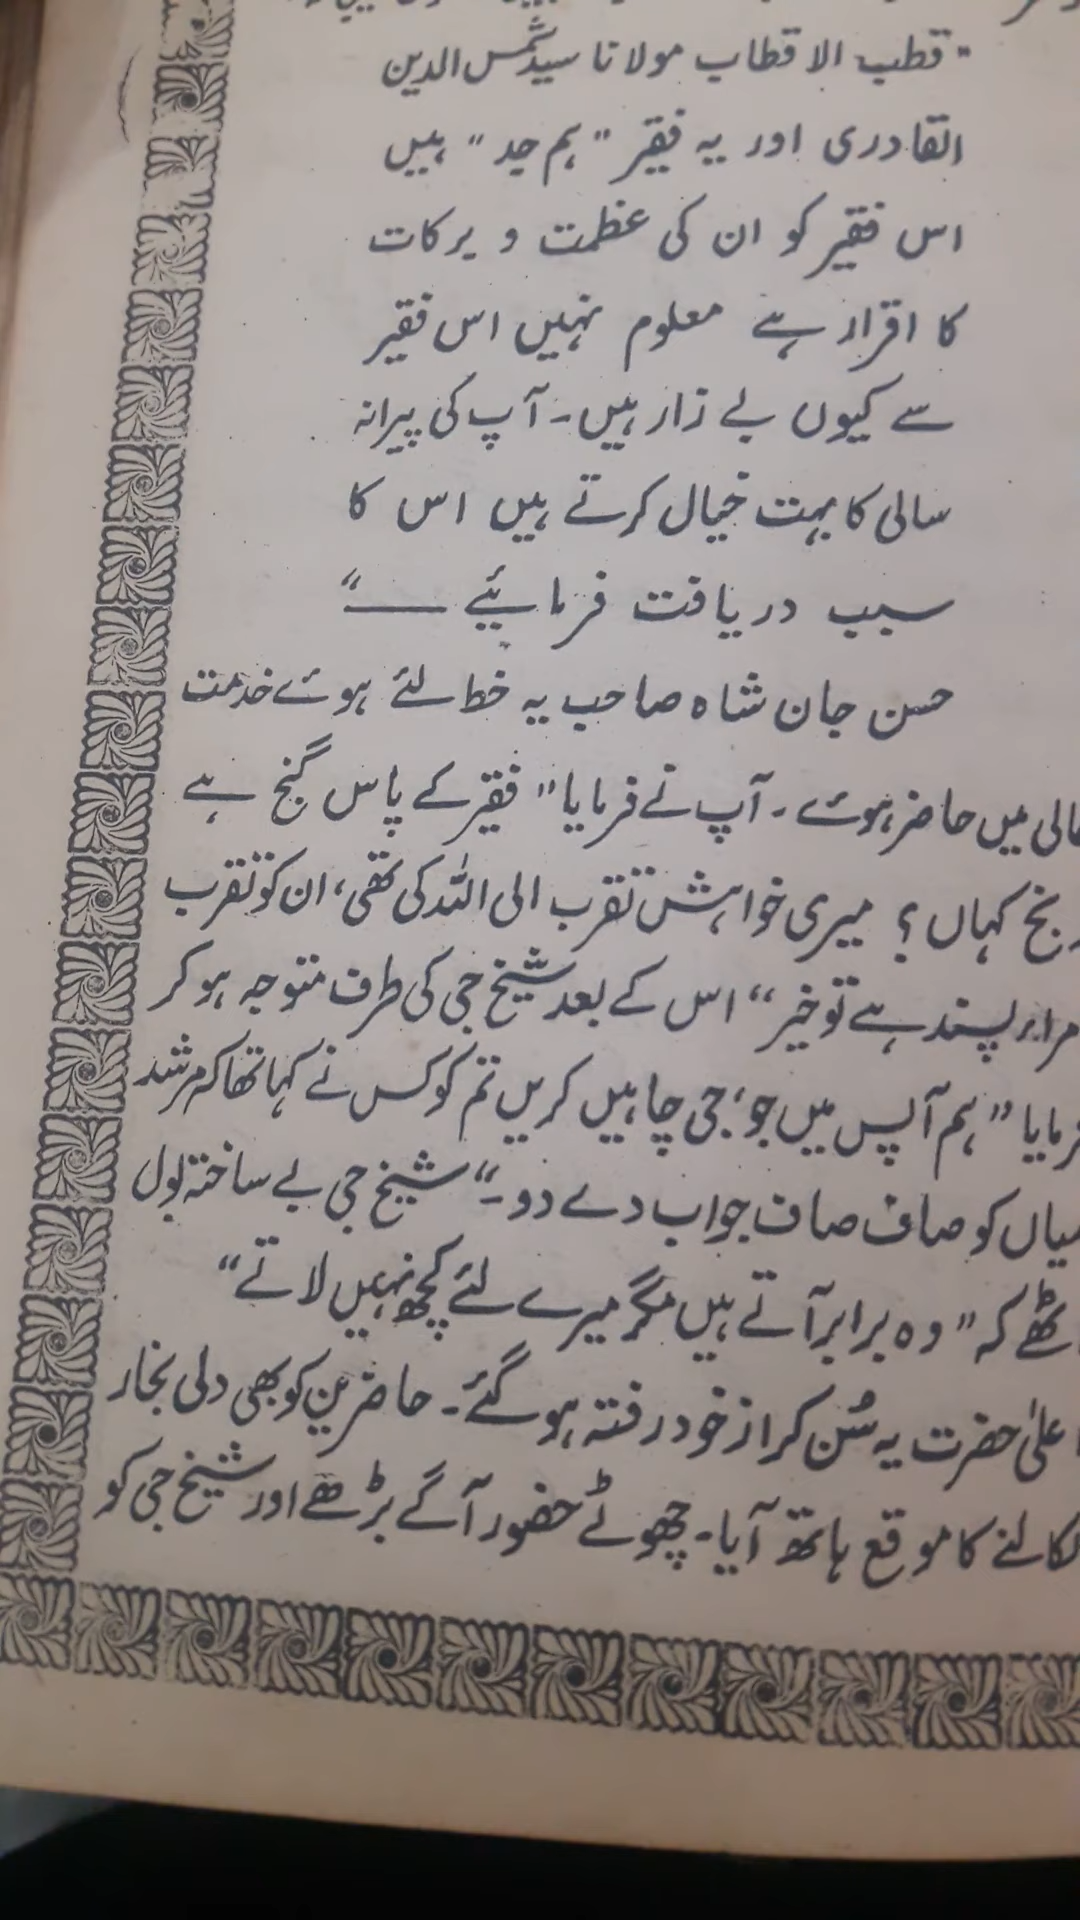 "قطب الاقطاب مولانا سید شمس الدین
القادری اور یہ فقیر "ہم جد" ہیں
اس فقیر کو ان کی عظمت و برکات
کا اقرار ہے معلوم نہیں اس فقیر
سے کیوں بے زار ہیں۔ آپ کی پیرانہ
سالی کا بہت خیال کرتے ہیں اس کا
سبب دریافت فرمائیے ——"
حسن جان شاہ صاحب یہ خط لئے ہوئے خدمت
عالی میں حاضر ہوئے۔ آپ نے فرمایا" فقیر کے پاس گنج ہے
رنج کہاں؟ میری خواہش تقرب الی اللہ کی تھی، ان کو تقرب
امراء پسند ہے تو خیر" اس کے بعد شیخ جی کی طرف متوجہ ہو کر
فرمایا "ہم آپس میں جو جی چاہیں کریں تم کو کس نے کہا تھا کہ مرشد
میاں کو صاف صاف جواب دے دو۔" شیخ جی بے ساختہ بول
اٹھے کہ "وہ برابر آتے ہیں مگر میرے لئے کچھ نہیں لاتے"
اعلیٰ حضرت یہ سُن کر از خود رفتہ ہو گئے۔ حاضرین کو بھی دلی بخار
نکالنے کا موقع ہاتھ آیا۔ چھوٹے حضور آگے بڑھے اور شیخ جی کو